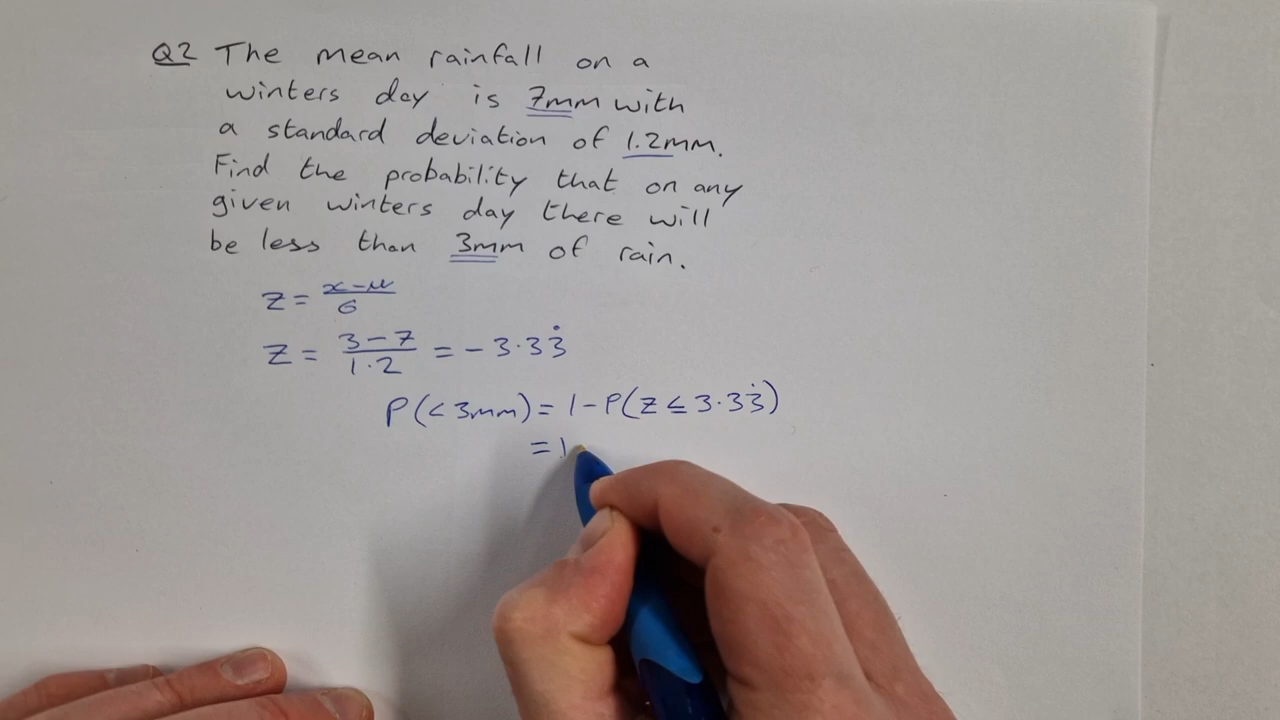 Q2 The mean rainfall on a
winters day is 7mm with
a standard deviation of 1.2mm.
Find the probability that on any
given winters day there will
be less than 3mm of rain.
z = x-μ/σ
z = 3-7/1.2 = -3.33̇
P(<3mm) = 1-P(z ≤ 3.33̇)
= 1